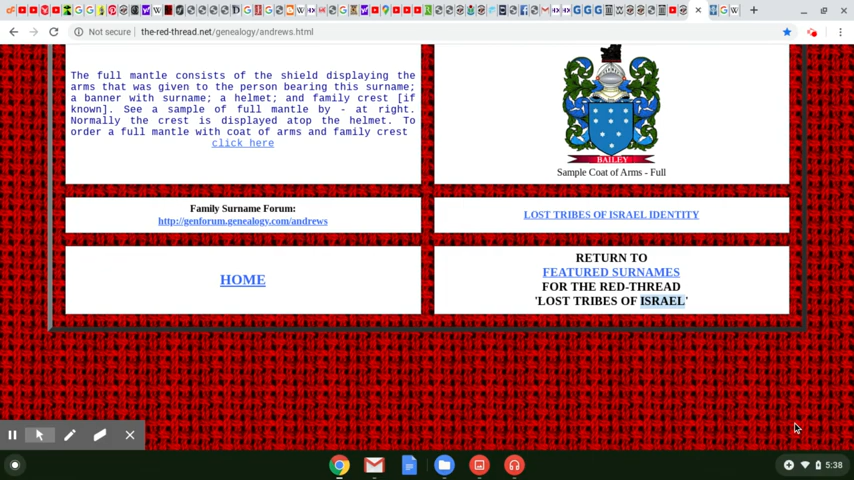 Not secure | the-red-thread.net/genealogy/andrews.html
The full mantle consists of the shield displaying the
arms that was given to the person bearing this surname;
a banner with surname; a helmet; and family crest [if
known]. See a sample of full mantle by - at right.
Normally the crest is displayed atop the helmet. To
order a full mantle with coat of arms and family crest
click here
BAILEY
Sample Coat of Arms - Full
Family Surname Forum:
http://genforum.genealogy.com/andrews
LOST TRIBES OF ISRAEL IDENTITY
HOME
RETURN TO
FEATURED SURNAMES
FOR THE RED-THREAD
'LOST TRIBES OF ISRAEL'
5:38